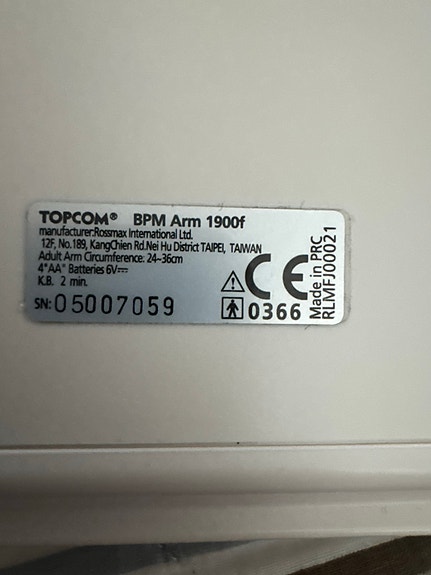 TOPCOM® BPM Arm 1900f
manufacturer:Rossmax International Ltd.
12F, No.189, KangChien Rd.Nei Hu District TAIPEI, TAIWAN
Adult Arm Circumference: 24~36cm
4*"AA" Batteries 6V⎓
K.B. 2 min.
SN: 05007059
CE
0366
Made in PRC
RLMFJ00021